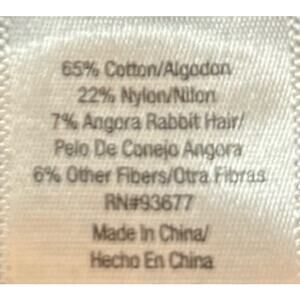 65% Cotton/Algodon
22% Nylon/Nilon
7% Angora Rabbit Hair/
Pelo De Conejo Angora
6% Other Fibers/Otra Fibras
RN#93677
Made In China/
Hecho En China